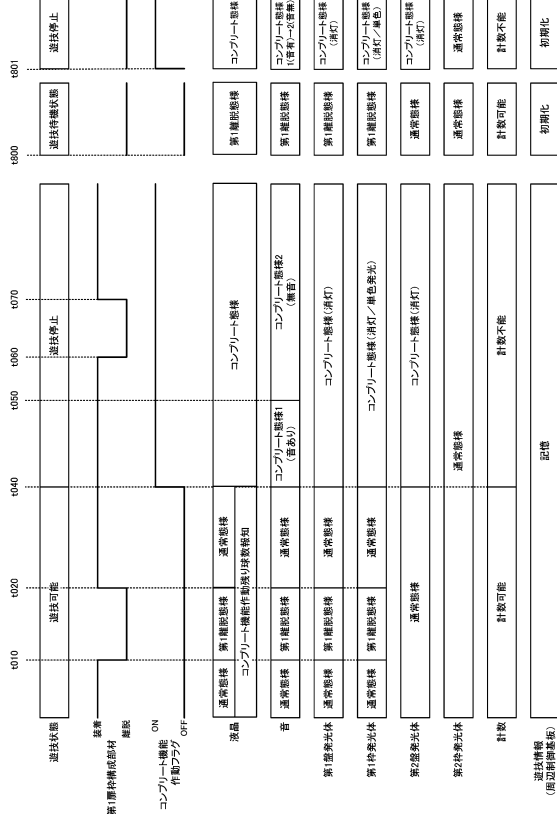 t010
t020
t040
t050
t060
t070
t800
t801
遊技状態
遊技可能
遊技停止
遊技待機状態
遊技停止
第1扉枠構成部材
装着
離脱
コンプリート機能
作動フラグ
ON
OFF
液晶
通常態様
第1離脱態様
通常態様
コンプリート機能作動残り球数報知
コンプリート態様
第1離脱態様
コンプリート態様
音
通常態様
第1離脱態様
通常態様
コンプリート態様1
(音あり)
コンプリート態様2
(無音)
第1離脱態様
コンプリート態様
1(音有)→2(音無)
第1盤発光体
通常態様
第1離脱態様
通常態様
コンプリート態様(消灯)
第1離脱態様
コンプリート態様
(消灯)
第1枠発光体
通常態様
第1離脱態様
通常態様
コンプリート態様(消灯/単色発光)
第1離脱態様
コンプリート態様
(消灯/単色)
第2盤発光体
通常態様
コンプリート態様(消灯)
通常態様
コンプリート態様
(消灯)
第2枠発光体
通常態様
通常態様
通常態様
計数
計数可能
計数不能
計数可能
計数不能
遊技情報
(周辺制御基板)
記憶
初期化
初期化